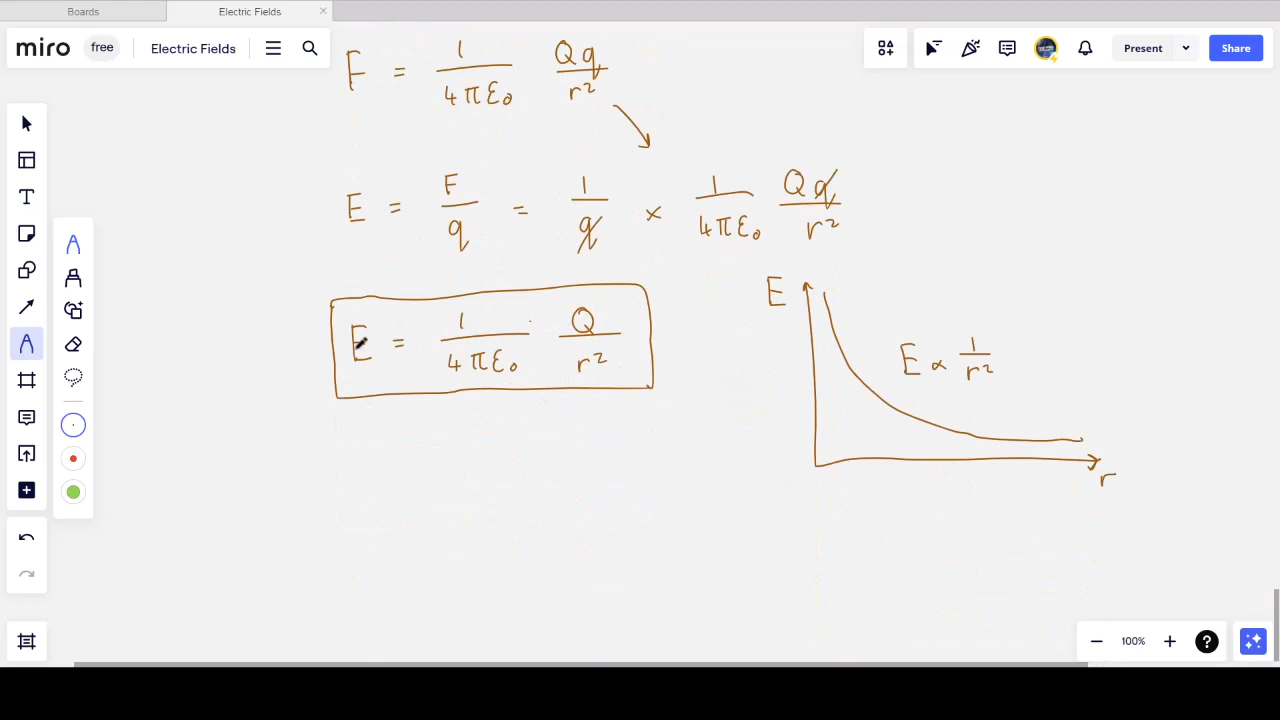 Boards Electric Fields
miro free Electric Fields Present Share
F = 1/4πε₀ Qq/r²
E = F/q = 1/q × 1/4πε₀ Qq/r²
E = 1/4πε₀ Q/r²
E
E ∝ 1/r²
r
100% ?